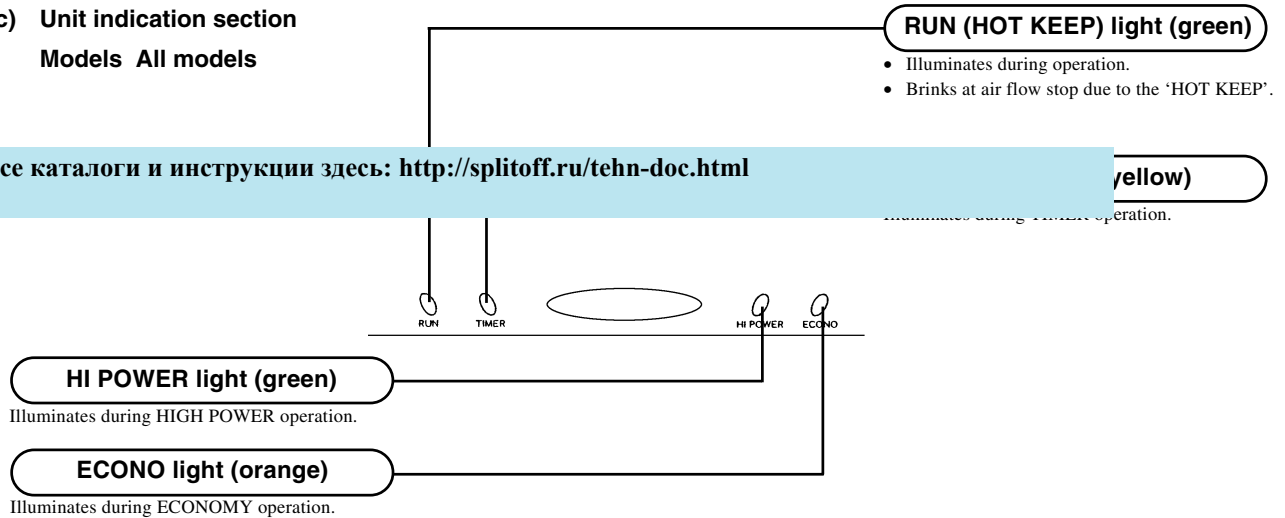 c) Unit indication section
Models All models
RUN (HOT KEEP) light (green)
• Illuminates during operation.
• Brinks at air flow stop due to the ‘HOT KEEP’.
се каталоги и инструкции здесь: http://splitoff.ru/tehn-doc.html
yellow)
Illuminates during TIMER operation.
RUN TIMER HI POWER ECONO
HI POWER light (green)
Illuminates during HIGH POWER operation.
ECONO light (orange)
Illuminates during ECONOMY operation.